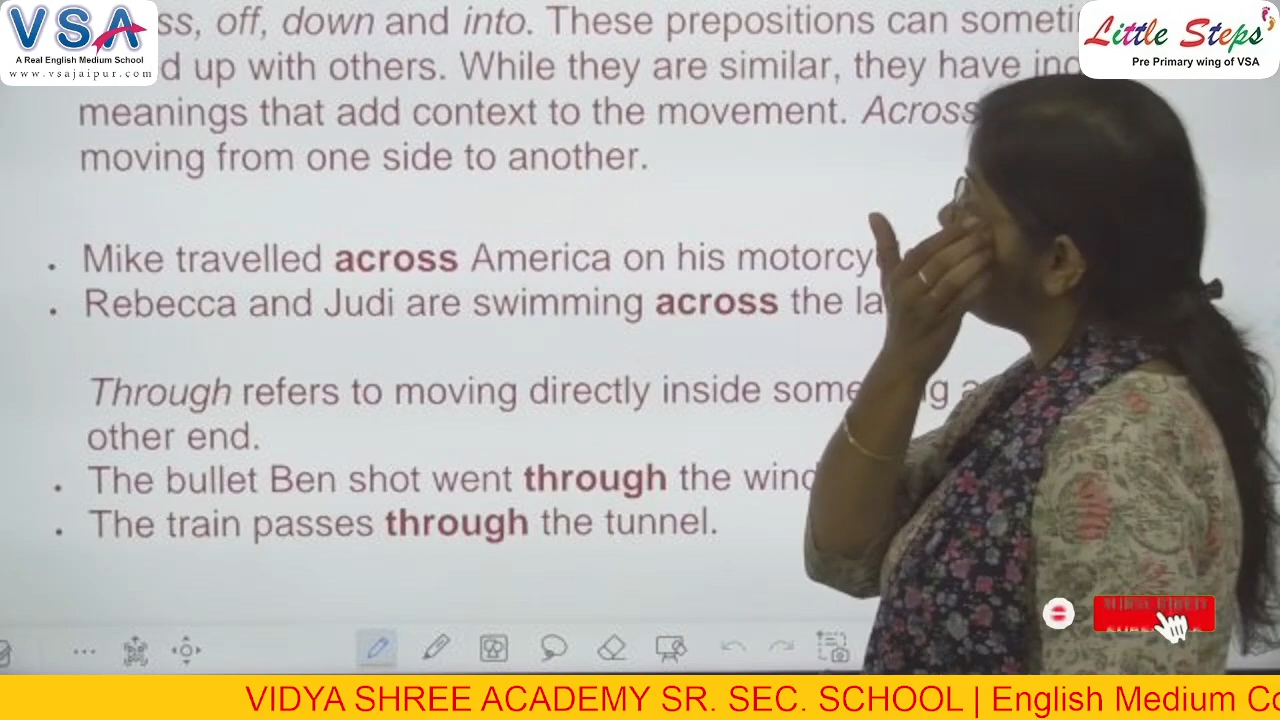 VSA
A Real English Medium School
www.vsajaipur.com
Little Steps
Pre Primary wing of VSA
off, down and into. These prepositions can
up with others. While they are similar, they have
meanings that add context to the movement. Across
moving from one side to another.
Mike travelled across America on his
Rebecca and Judi are swimming across the
Through refers to moving directly inside
other end.
The bullet Ben shot went through the
The train passes through the tunnel.
VIDYA SHREE ACADEMY SR. SEC. SCHOOL | English Medium